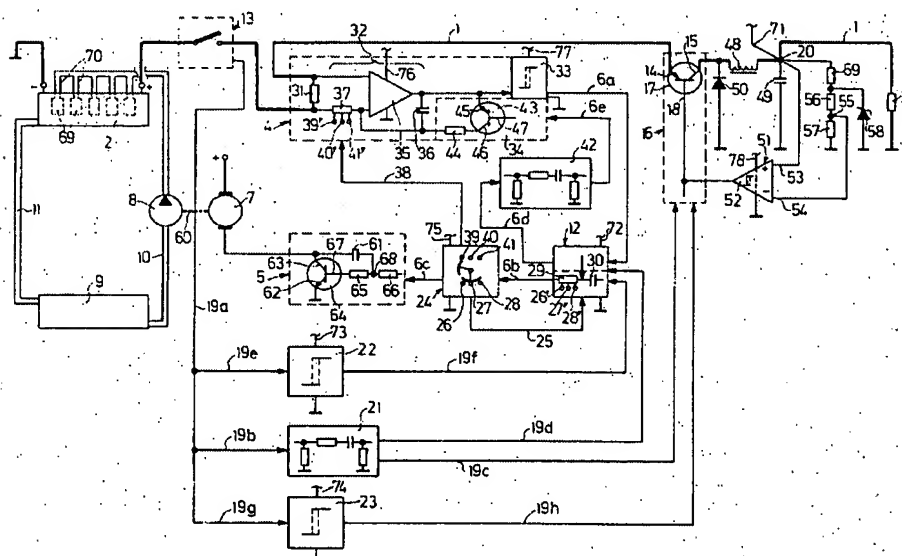 70 13 32 1 71 1
15 48 20
77 33 6a 14 17 18 50 49 69
76 31 37 35 36 45 43 47 46 44 34 6e 56 55 57 58
69 2 4 39' 40' 41' 16 51 78 53
8 7 42 52 54
11 60 38 6d
10 61 75 39 40 41 12 72
63 67 68 5 6c 24 6b 29 30
62 65 66 26 27 28 26' 27' 28'
9 19a 64 25
73
19e 22 19f
21 19d
19b 19c
74
19g 23 19h
- + + + -